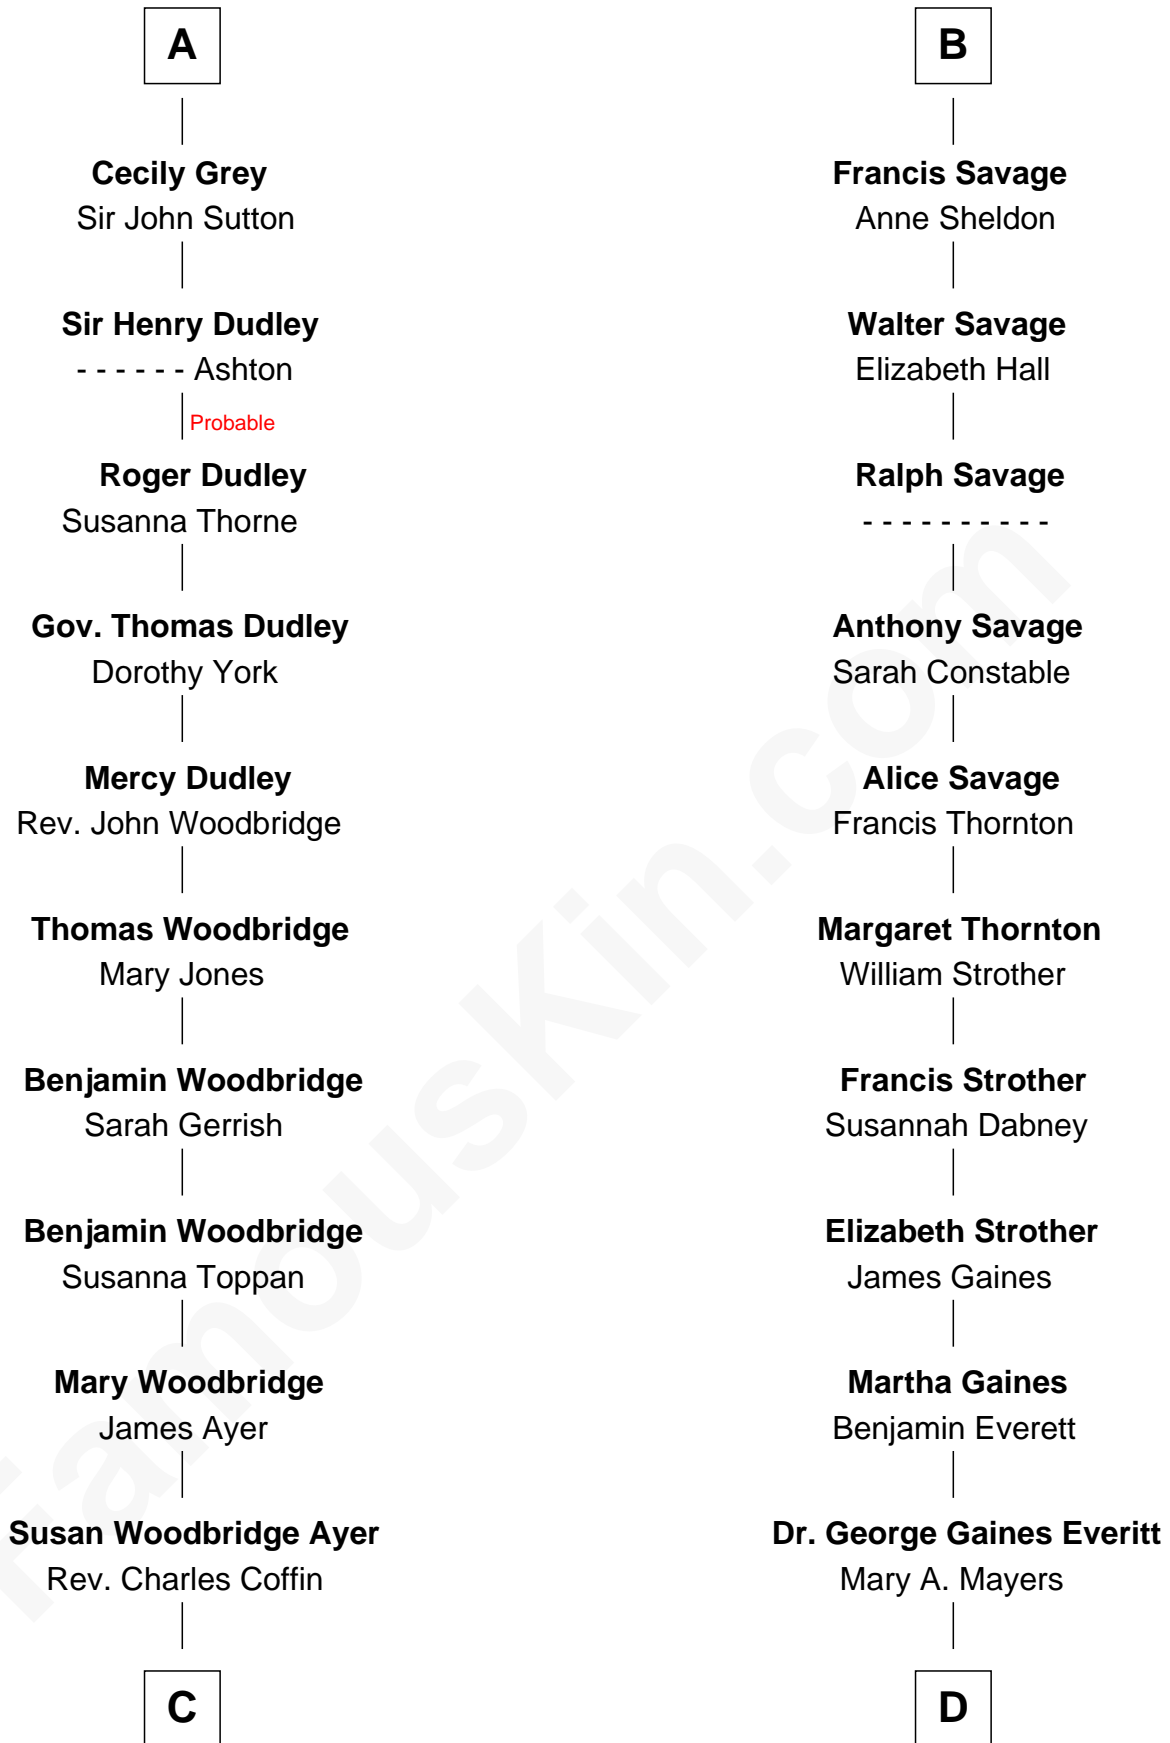 A
Cecily Grey
Sir John Sutton
Sir Henry Dudley
- - - - - - Ashton
Probable
Roger Dudley
Susanna Thorne
Gov. Thomas Dudley
Dorothy York
Mercy Dudley
Rev. John Woodbridge
Thomas Woodbridge
Mary Jones
Benjamin Woodbridge
Sarah Gerrish
Benjamin Woodbridge
Susanna Toppan
Mary Woodbridge
James Ayer
Susan Woodbridge Ayer
Rev. Charles Coffin
C
B
Francis Savage
Anne Sheldon
Walter Savage
Elizabeth Hall
Ralph Savage
- - - - - - - - - -
Anthony Savage
Sarah Constable
Alice Savage
Francis Thornton
Margaret Thornton
William Strother
Francis Strother
Susannah Dabney
Elizabeth Strother
James Gaines
Martha Gaines
Benjamin Everett
Dr. George Gaines Everitt
Mary A. Mayers
D
FamousKin.com